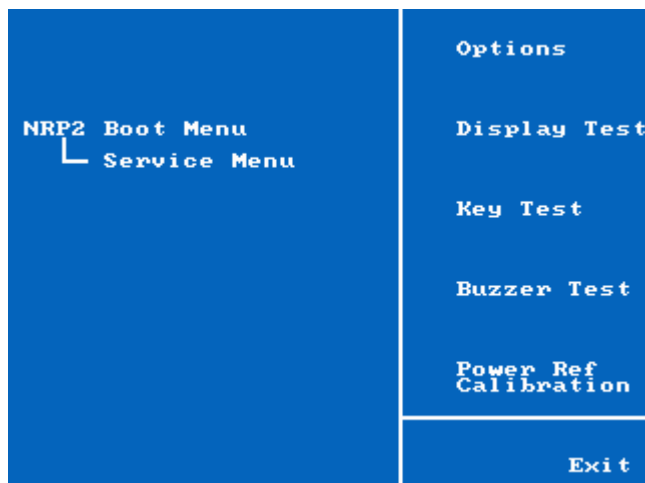 NRP2 Boot Menu
Service Menu
Options
Display Test
Key Test
Buzzer Test
Power Ref
Calibration
Exit